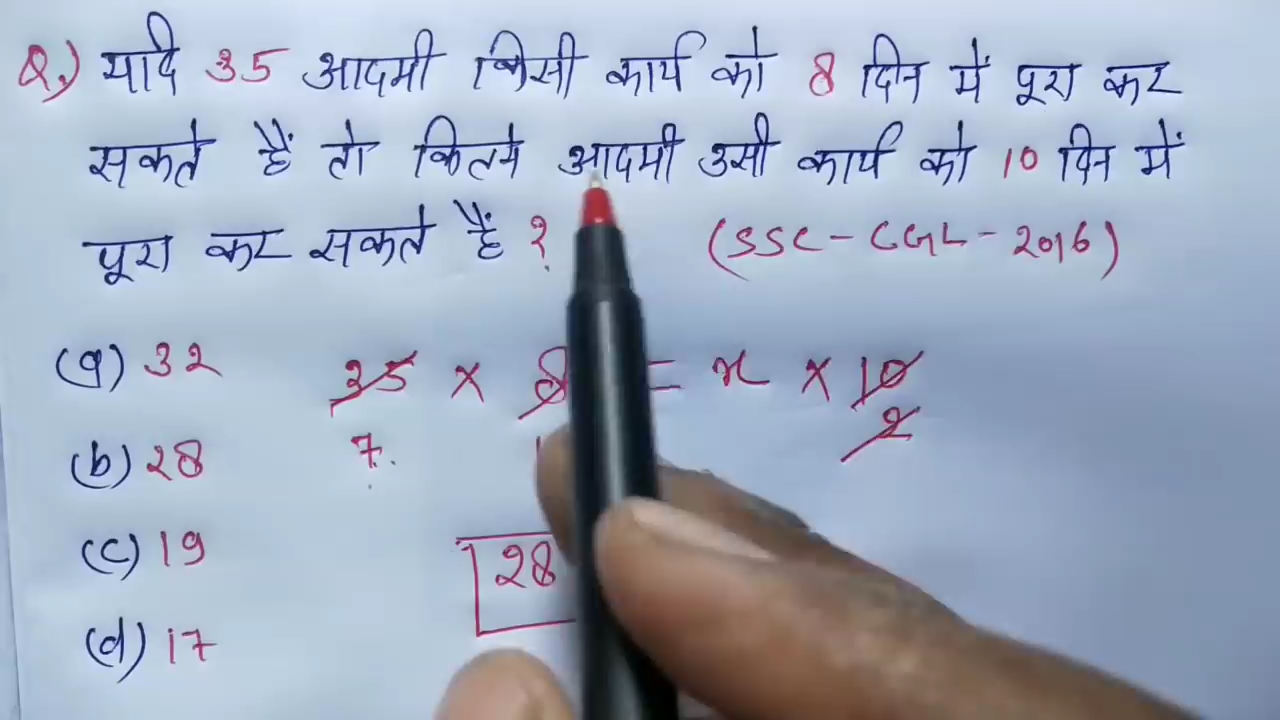 Q.) यदि 35 आदमी किसी कार्य को 8 दिन में पूरा कर
सकते हैं तो कितने आदमी उसी कार्य को 10 दिन में
पूरा कर सकते हैं ? (SSC-CGL-2016)
(a) 32
35 × 8 = x × 10
(b) 28
7
2
(c) 19
28
(d) 17